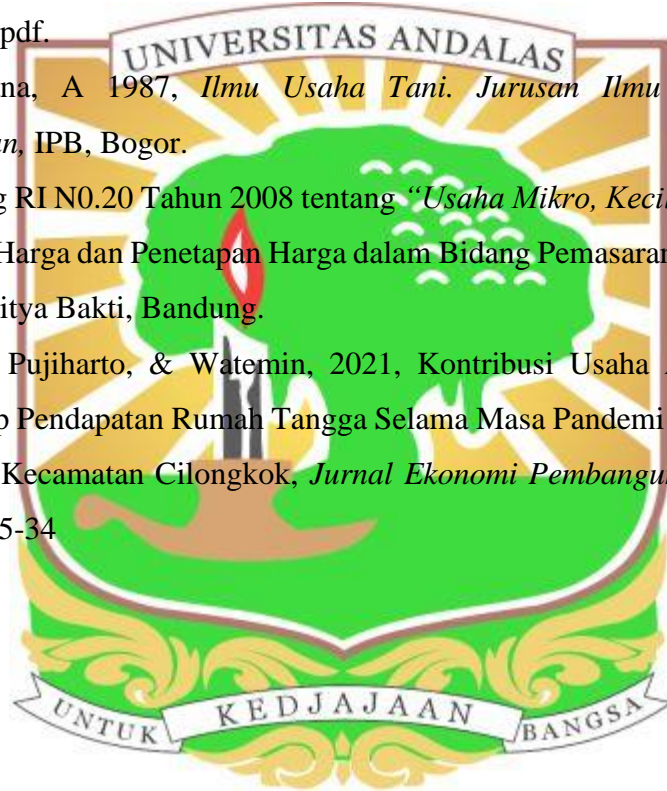 pdf.
UNIVERSITAS ANDALAS
na, A 1987, Ilmu Usaha Tani. Jurusan Ilmu
n, IPB, Bogor.
g RI N0.20 Tahun 2008 tentang “Usaha Mikro, Kecil
Harga dan Penetapan Harga dalam Bidang Pemasaran
itya Bakti, Bandung.
Pujiharto, & Watemin, 2021, Kontribusi Usaha
p Pendapatan Rumah Tangga Selama Masa Pandemi
Kecamatan Cilongkok, Jurnal Ekonomi Pembangu
5-34
UNTUK KEDJAJAAN BANGSA